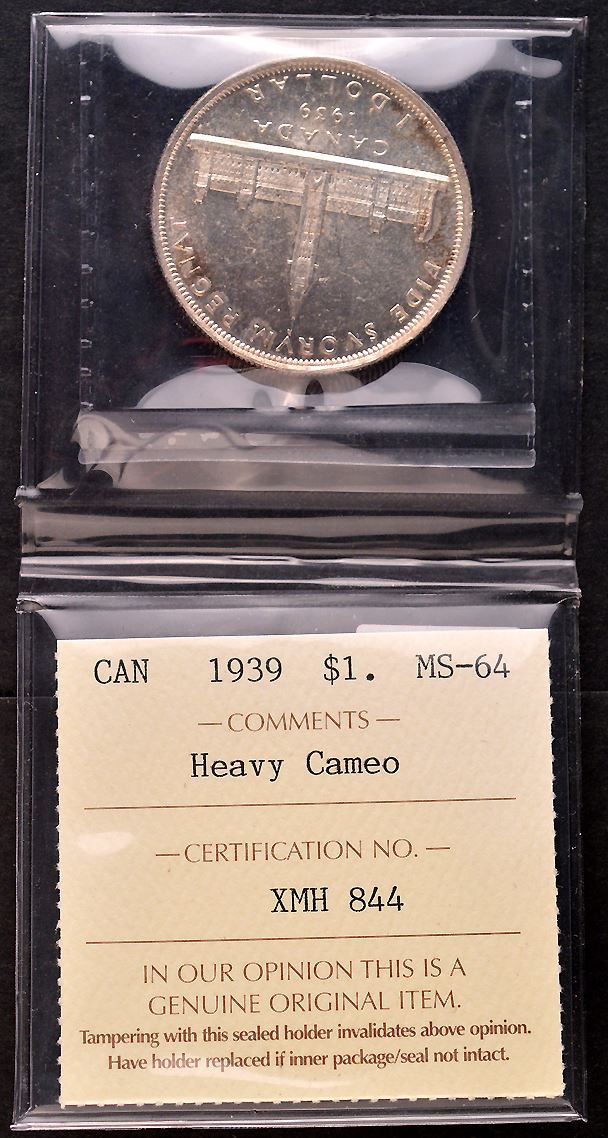 1 DOLLAR
1939
CANADA
FIDE SVORVM REGNAT
CAN 1939 $1. MS-64
— COMMENTS —
Heavy Cameo
— CERTIFICATION NO. —
XMH 844
IN OUR OPINION THIS IS A
GENUINE ORIGINAL ITEM.
Tampering with this sealed holder invalidates above opinion.
Have holder replaced if inner package/seal not intact.